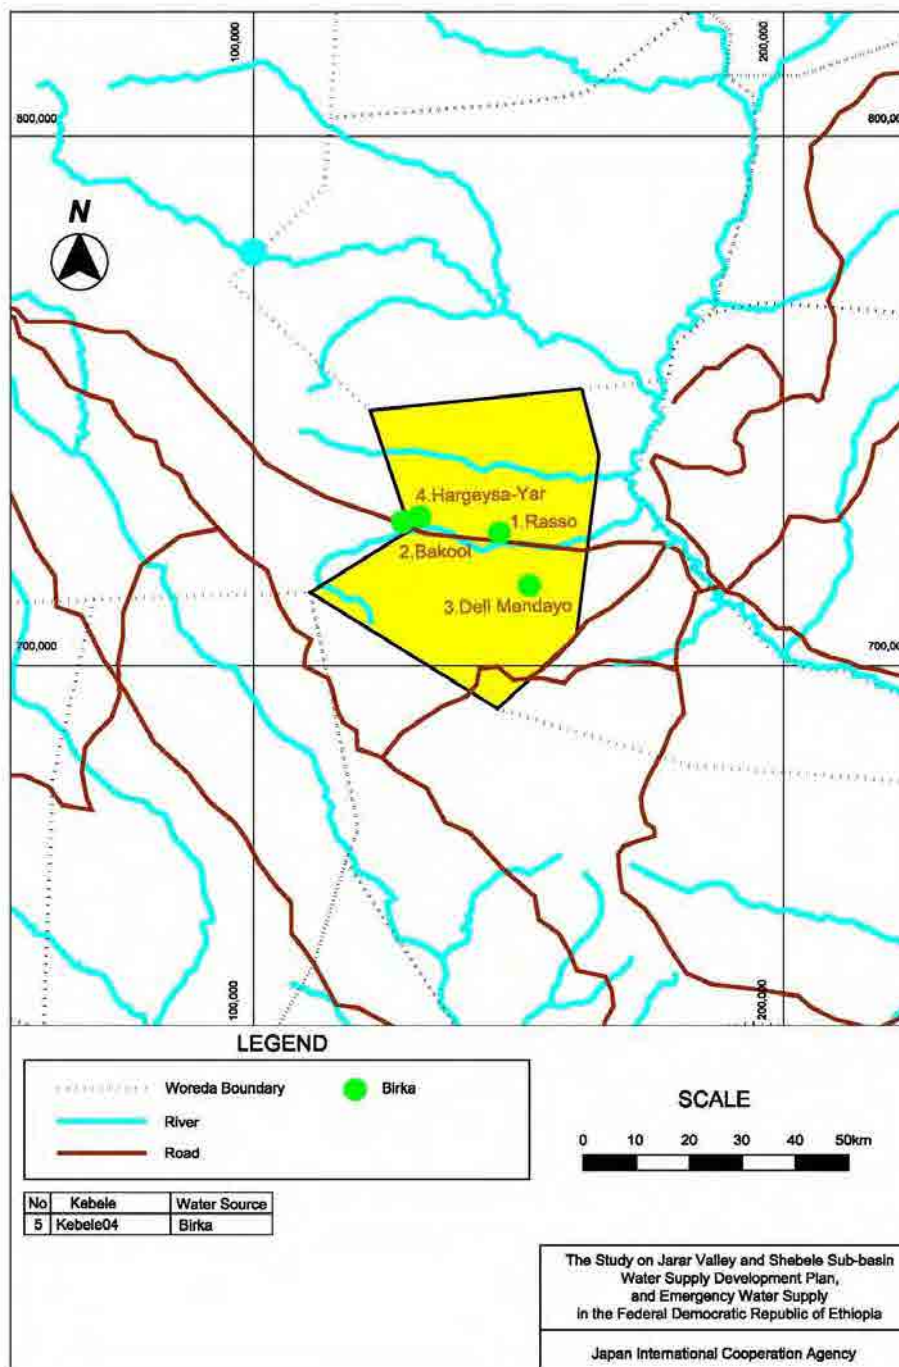 100,000
200,000
800,000
800,000
N
4.Hargeysa-Yar
1.Rasso
2.Bakool
3.Deli Mendayo
700,000
700,000
100,000
200,000
LEGEND
Woreda Boundary
Birka
River
Road
SCALE
0 10 20 30 40 50km
No Kebele Water Source
5 Kebele04 Birka
The Study on Jarar Valley and Shebele Sub-basin
Water Supply Development Plan,
and Emergency Water Supply
in the Federal Democratic Republic of Ethiopia
Japan International Cooperation Agency